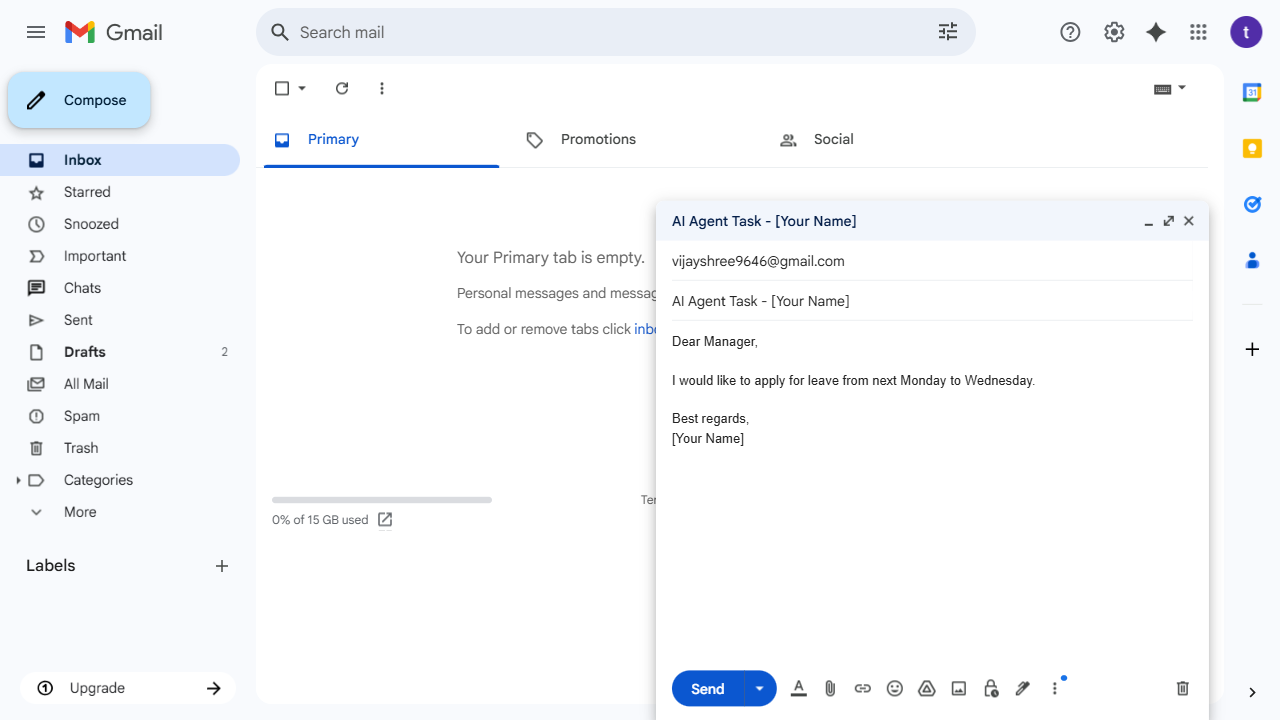 Gmail
Search mail
t
Compose
Inbox
Starred
Snoozed
Important
Chats
Sent
Drafts 2
All Mail
Spam
Trash
Categories
More
Labels
Upgrade
Primary
Promotions
Social
Your Primary tab is empty.
Personal messages and messag
To add or remove tabs click inbo
0% of 15 GB used
Ter
AI Agent Task - [Your Name]
vijayshree9646@gmail.com
AI Agent Task - [Your Name]
Dear Manager,
I would like to apply for leave from next Monday to Wednesday.
Best regards,
[Your Name]
Send
31